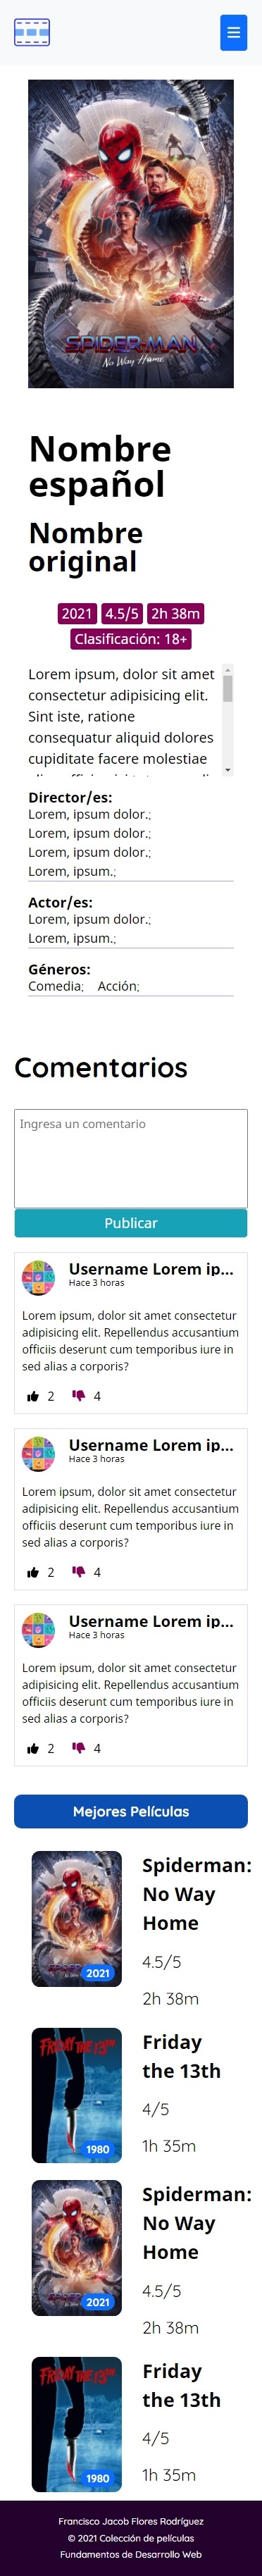 SPIDER-MAN
No Way Home
Nombre
español
Nombre
original
2021 4.5/5 2h 38m
Clasificación: 18+
Lorem ipsum, dolor sit amet
consectetur adipisicing elit.
Sint iste, ratione
consequatur aliquid dolores
cupiditate facere molestiae
Director/es:
Lorem, ipsum dolor.;
Lorem, ipsum dolor.;
Lorem, ipsum dolor.;
Lorem, ipsum.;
Actor/es:
Lorem, ipsum dolor.;
Lorem, ipsum.;
Géneros:
Comedia; Acción;
Comentarios
Ingresa un comentario
Publicar
Username Lorem ip...
Hace 3 horas
Lorem ipsum, dolor sit amet consectetur
adipisicing elit. Repellendus accusantium
officiis deserunt cum temporibus iure in
sed alias a corporis?
2 4
Username Lorem ip...
Hace 3 horas
Lorem ipsum, dolor sit amet consectetur
adipisicing elit. Repellendus accusantium
officiis deserunt cum temporibus iure in
sed alias a corporis?
2 4
Username Lorem ip...
Hace 3 horas
Lorem ipsum, dolor sit amet consectetur
adipisicing elit. Repellendus accusantium
officiis deserunt cum temporibus iure in
sed alias a corporis?
2 4
Mejores Películas
Spiderman:
No Way
Home
4.5/5
2h 38m
2021
FRIDAY THE 13TH
Friday
the 13th
4/5
1h 35m
1980
Spiderman:
No Way
Home
4.5/5
2h 38m
2021
FRIDAY THE 13TH
Friday
the 13th
4/5
1h 35m
1980
Francisco Jacob Flores Rodríguez
© 2021 Colección de películas
Fundamentos de Desarrollo Web